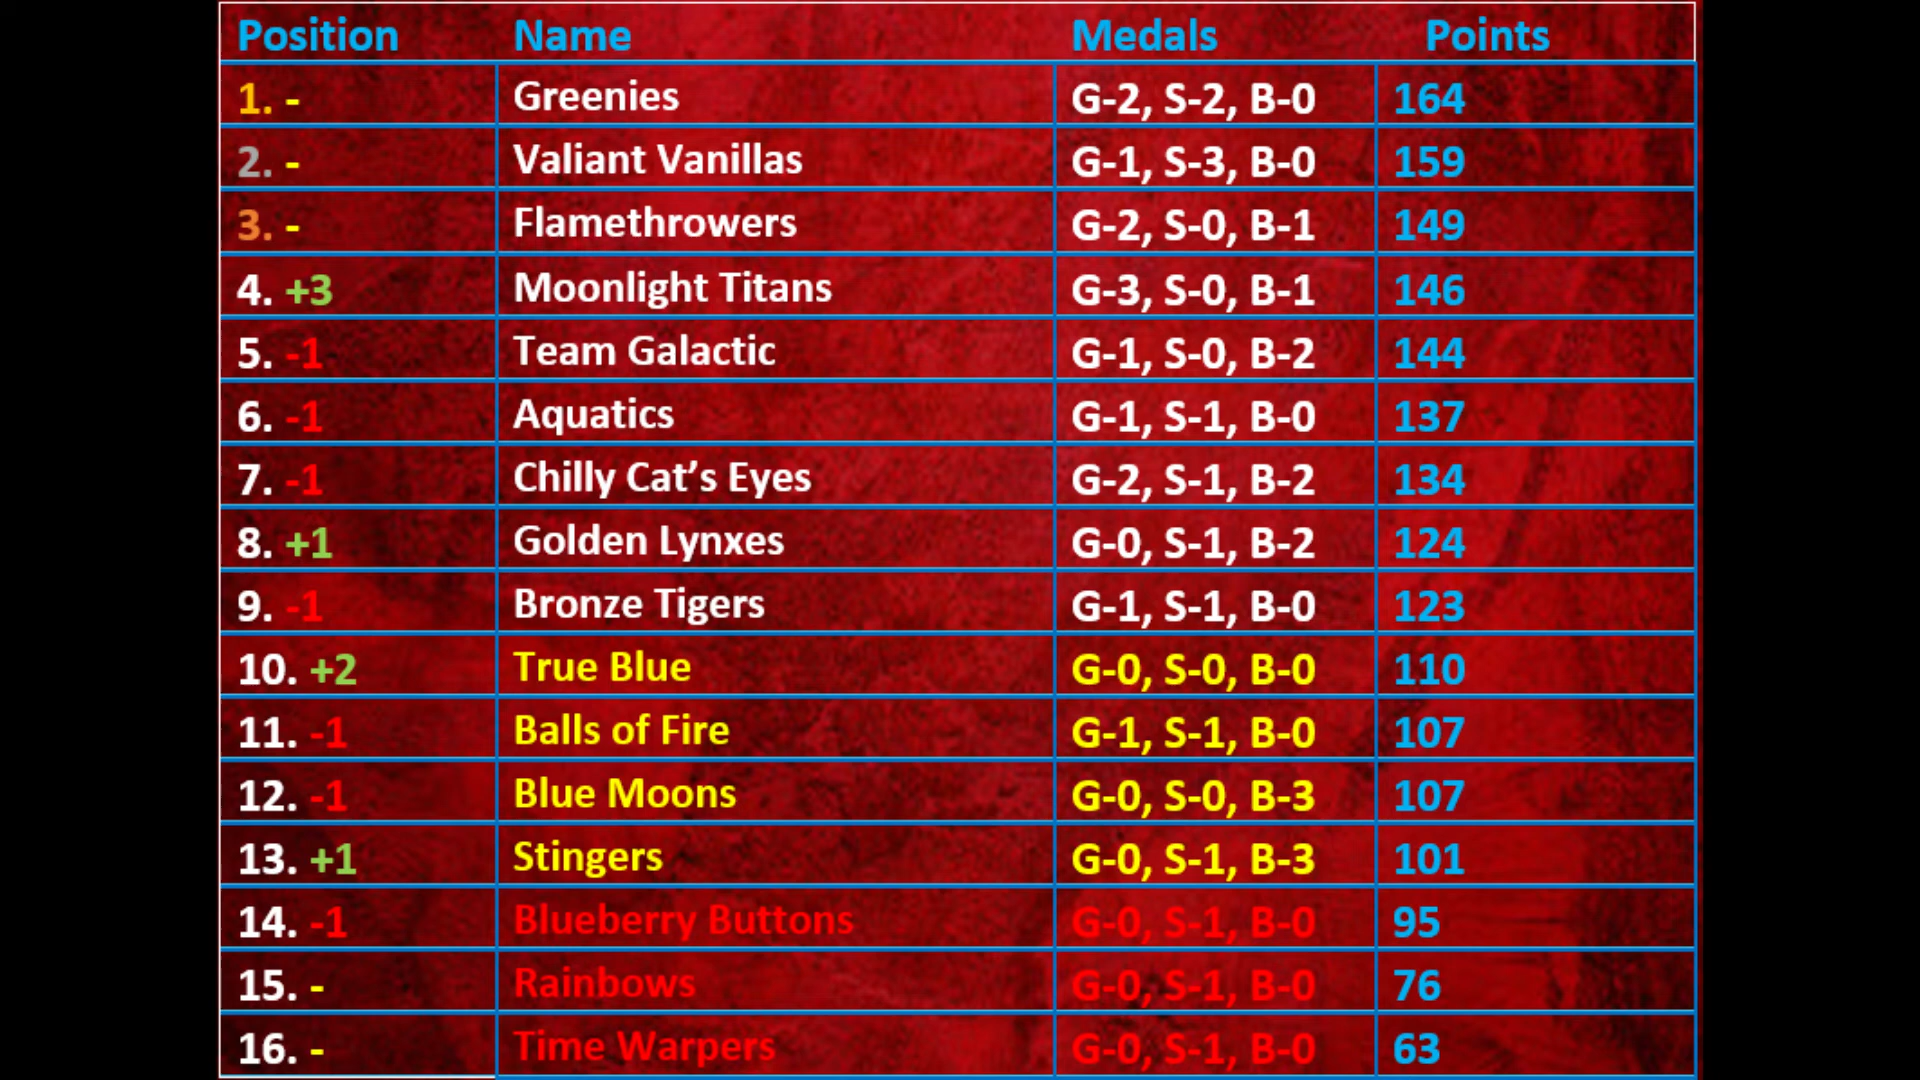 Position Name Medals Points
1. - Greenies G-2, S-2, B-0 164
2. - Valiant Vanillas G-1, S-3, B-0 159
3. - Flamethrowers G-2, S-0, B-1 149
4. +3 Moonlight Titans G-3, S-0, B-1 146
5. -1 Team Galactic G-1, S-0, B-2 144
6. -1 Aquatics G-1, S-1, B-0 137
7. -1 Chilly Cat’s Eyes G-2, S-1, B-2 134
8. +1 Golden Lynxes G-0, S-1, B-2 124
9. -1 Bronze Tigers G-1, S-1, B-0 123
10. +2 True Blue G-0, S-0, B-0 110
11. -1 Balls of Fire G-1, S-1, B-0 107
12. -1 Blue Moons G-0, S-0, B-3 107
13. +1 Stingers G-0, S-1, B-3 101
14. -1 Blueberry Buttons G-0, S-1, B-0 95
15. - Rainbows G-0, S-1, B-0 76
16. - Time Warpers G-0, S-1, B-0 63